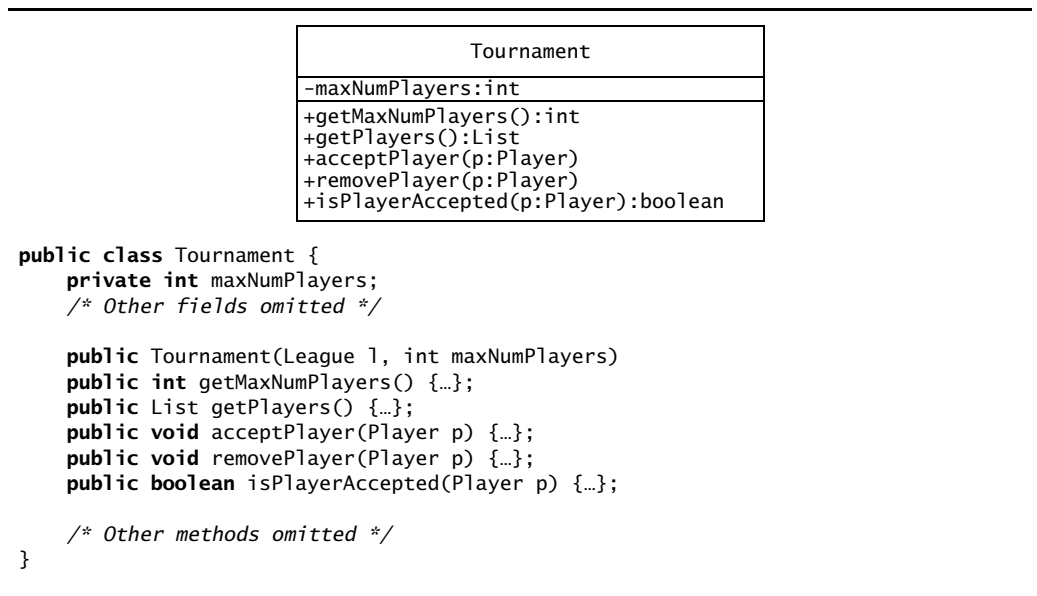 Tournament
-maxNumPlayers:int
+getMaxNumPlayers():int
+getPlayers():List
+acceptPlayer(p:Player)
+removePlayer(p:Player)
+isPlayerAccepted(p:Player):boolean
public class Tournament {
    private int maxNumPlayers;
    /* Other fields omitted */
    public Tournament(League l, int maxNumPlayers)
    public int getMaxNumPlayers() {…};
    public List getPlayers() {…};
    public void acceptPlayer(Player p) {…};
    public void removePlayer(Player p) {…};
    public boolean isPlayerAccepted(Player p) {…};
    /* Other methods omitted */
}